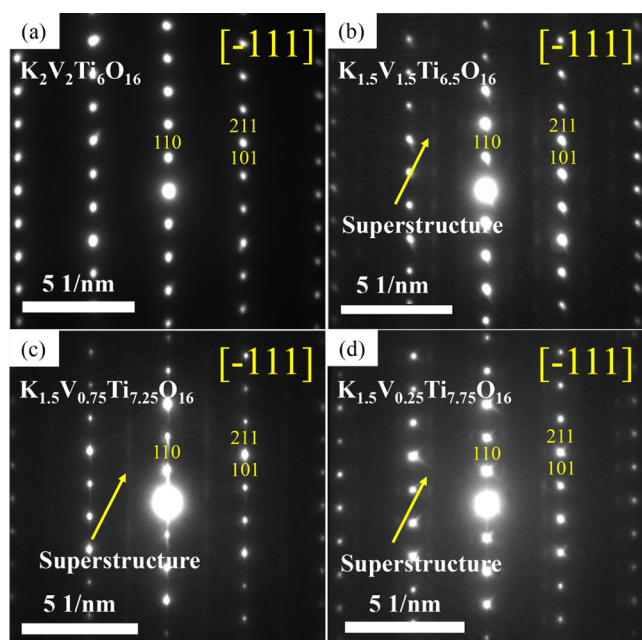 (a)
[-111]
K₂V₂Ti₆O₁₆
110
211
101
5 1/nm
(b)
[-111]
K₁.₅V₁.₅Ti₆.₅O₁₆
110
211
101
Superstructure
5 1/nm
(c)
[-111]
K₁.₅V₀.₇₅Ti₇.₂₅O₁₆
110
211
101
Superstructure
5 1/nm
(d)
[-111]
K₁.₅V₀.₂₅Ti₇.₇₅O₁₆
110
211
101
Superstructure
5 1/nm